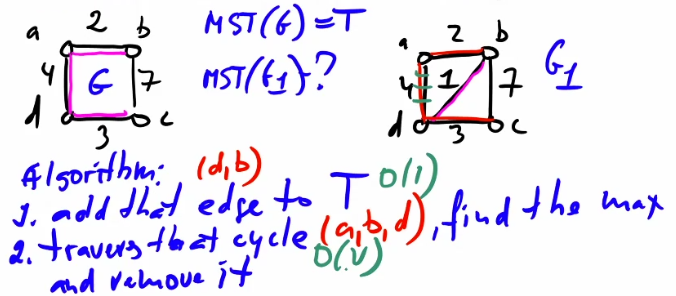 a 2 b
4 G 7
d 3 c
MST(G)=T
MST(G1)-?
a 2 b
4 1 7
d 3 c
G1
Algorithm: (d,b)
1. add that edge to T O(1)
2. travers that cycle (a,b,d), find the max
and remove it O(V)